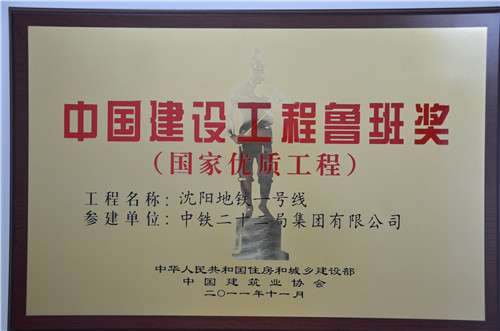 中国建设工程鲁班奖
（国家优质工程）
工程名称：沈阳地铁一号线
参建单位：中铁二十二局集团有限公司
中华人民共和国住房和城乡建设部
中国建筑业协会
二〇一一年十一月